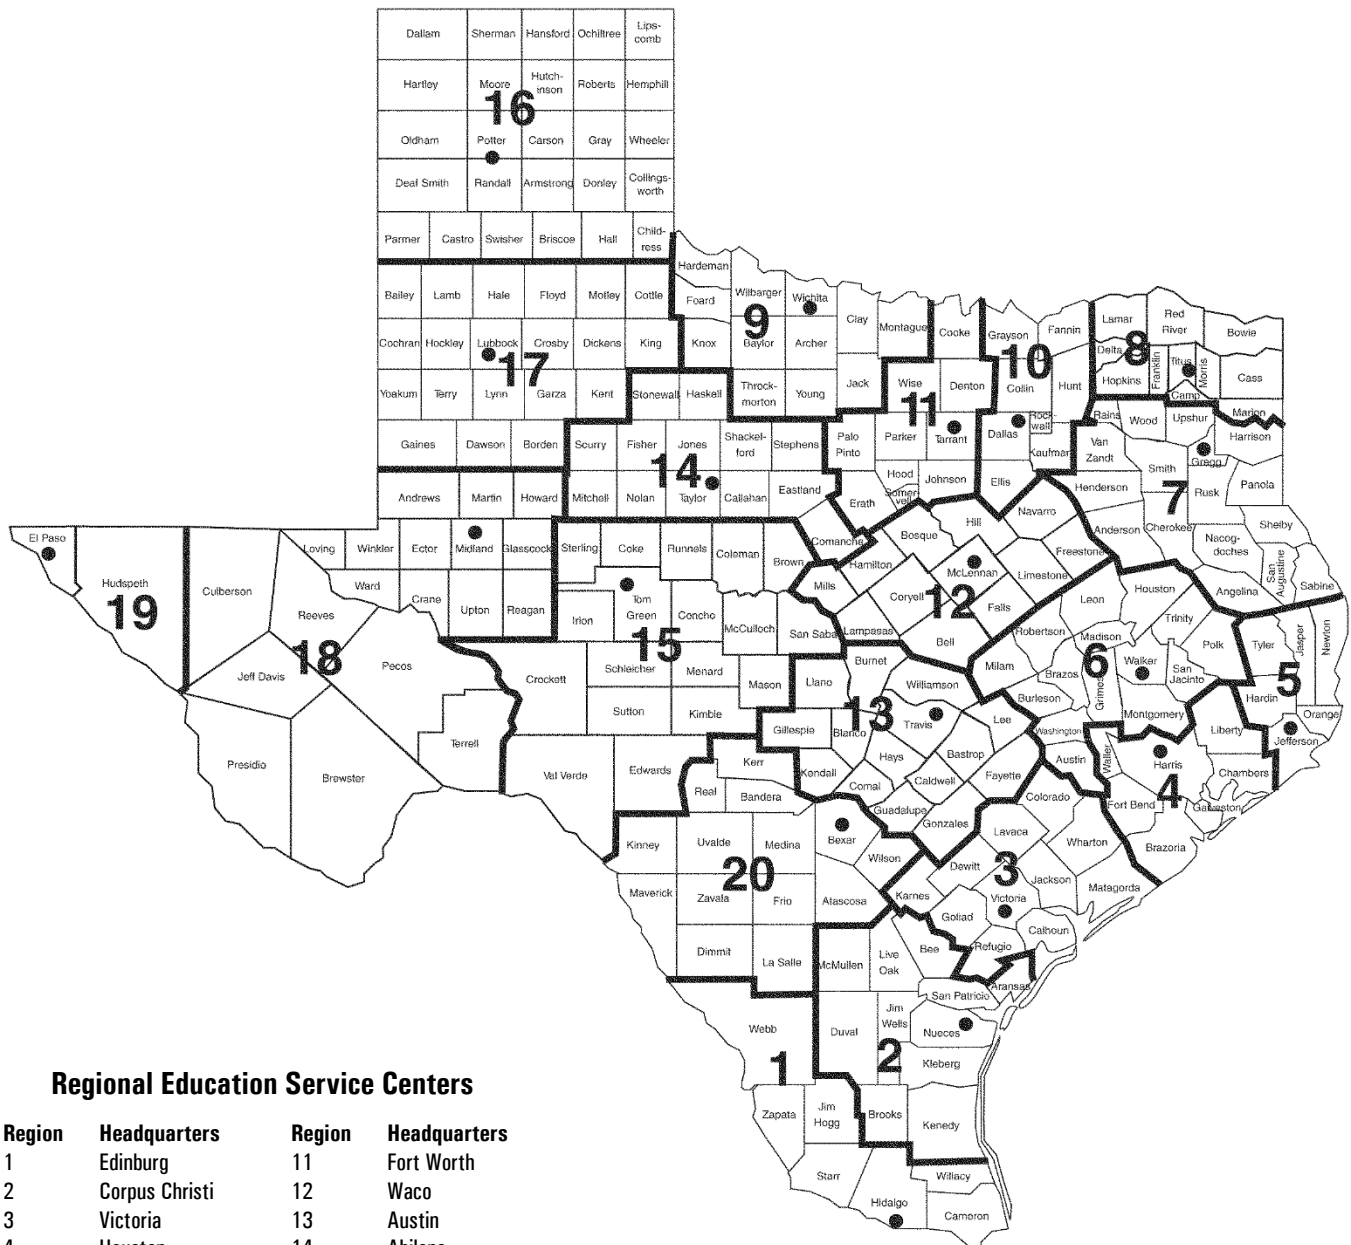 Dallam Sherman Hansford Ochiltree Lips-
comb
Hartley Moore Hutch-
inson Roberts Hemphill
16
Oldham Potter Carson Gray Wheeler
Deaf Smith Randall Armstrong Donley Collings-
worth
Parmer Castro Swisher Briscoe Hall Child-
ress
Hardeman
Bailey Lamb Hale Floyd Motley Cottle Foard Wilbarger Wichita Clay Montague Cooke Grayson Fannin Lamar Red
River Bowie
9 10 8
Cochran Hockley Lubbock Crosby Dickens King Knox Baylor Archer Delta Titus Morris Franklin
17
Hopkins Camp Cass
Yoakum Terry Lynn Garza Kent Stonewall Haskell Throck-
morton Young Jack Wise Denton Collin Hunt
11
Rains Wood Upshur Marion
Gaines Dawson Borden Scurry Fisher Jones Shackel-
ford Stephens Palo
Pinto Parker Tarrant Dallas Rock-
wall Kaufman Van
Zandt Smith Gregg Harrison
14 7
Andrews Martin Howard Mitchell Nolan Taylor Callahan Eastland Erath Hood Somer-
vell Johnson Ellis Henderson Rusk Panola
El Paso Loving Winkler Ector Midland Glasscock Sterling Coke Runnels Coleman Brown Comanche Bosque Hill Navarro Anderson Cherokee Nacog-
doches Shelby
Hudspeth Culberson Reeves Ward Crane Upton Reagan Irion Tom
Green Concho McCulloch Mills Hamilton McLennan Limestone Freestone Leon Houston Angelina San
Augustine Sabine
19 18 15 12
San Saba Lampasas Coryell Bell Falls Robertson Madison Trinity Polk Tyler Jasper Newton
Jeff Davis Pecos Crockett Schleicher Menard Mason Llano Burnet Williamson Milam Brazos Grimes Walker San
Jacinto Hardin
6 5
Presidio Brewster Terrell Val Verde Sutton Kimble Edwards Gillespie Blanco Travis Lee Burleson Washington Montgomery Liberty Orange
Jefferson
13
Kerr Kendall Hays Comal Bastrop Caldwell Fayette Austin Waller Harris Chambers
4
Real Bandera Guadalupe Gonzales Colorado Fort Bend Galveston
Kinney Uvalde Medina Bexar Wilson Lavaca Wharton Brazoria
20 3
Maverick Zavala Frio Atascosa Karnes Dewitt Victoria Jackson Matagorda
Goliad Calhoun
Dimmit La Salle McMullen Live
Oak Bee Refugio Aransas
San Patricio
Webb Duval Jim
Wells Nueces
1 2
Kleberg
Zapata Jim
Hogg Brooks Kenedy
Starr Hidalgo Willacy
Cameron
Regional Education Service Centers
Region Headquarters Region Headquarters
1 Edinburg 11 Fort Worth
2 Corpus Christi 12 Waco
3 Victoria 13 Austin
4 Houston 14 Abilene